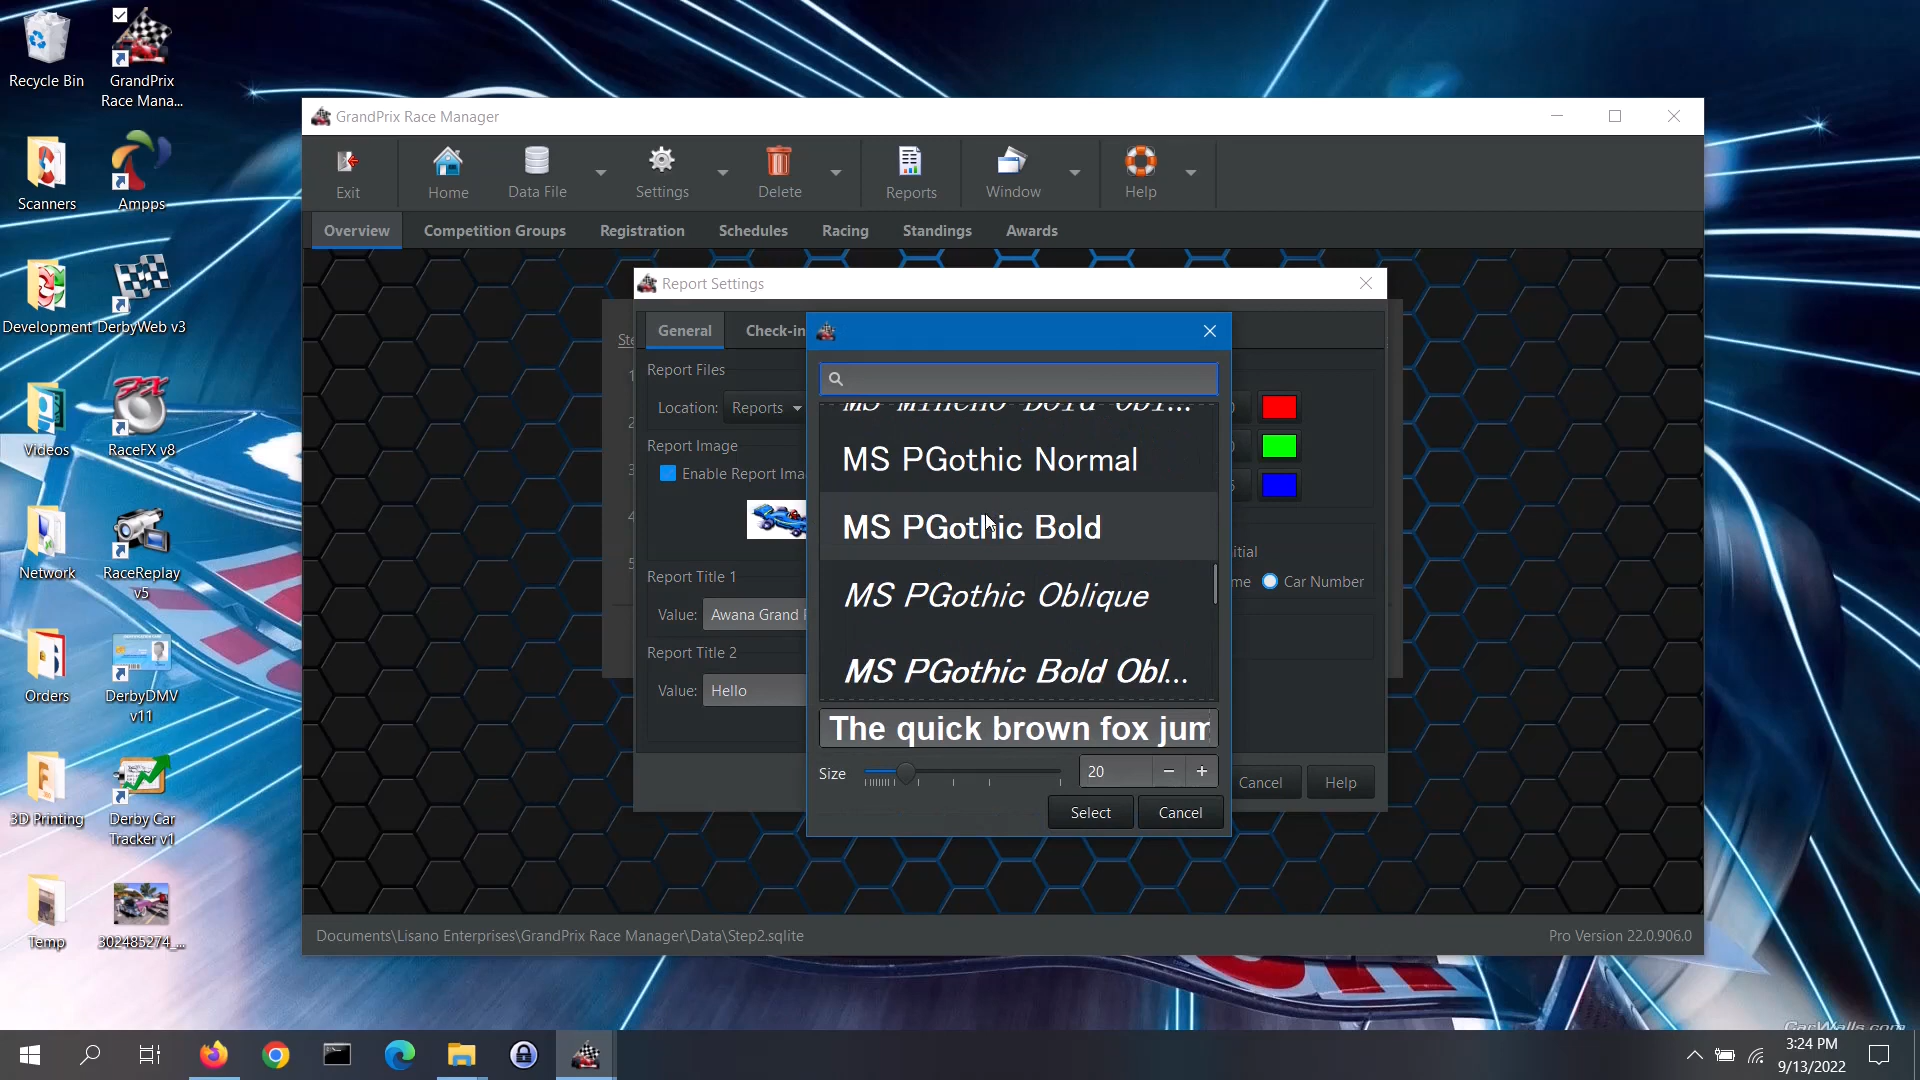 Recycle Bin
GrandPrix
Race Mana...
Scanners
Ampps
Development
DerbyWeb v3
Videos
RaceFX v8
Network
RaceReplay
v5
Orders
DerbyDMV
v11
3D Printing
Derby Car
Tracker v1
Temp
302485274_...
GrandPrix Race Manager
Exit
Home
Data File
Settings
Delete
Reports
Window
Help
Overview
Competition Groups
Registration
Schedules
Racing
Standings
Awards
Report Settings
General
Check-in
Report Files
Location: Reports
Report Image
Enable Report Ima
Report Title 1
Value: Awana Grand
Report Title 2
Value: Hello
MS PGothic Normal
MS PGothic Bold
MS PGothic Oblique
MS PGothic Bold Obl...
The quick brown fox jum
Size
20
Select
Cancel
nitial
me
Car Number
Cancel
Help
Documents\Lisano Enterprises\GrandPrix Race Manager\Data\Step2.sqlite
Pro Version 22.0.906.0
3:24 PM
9/13/2022